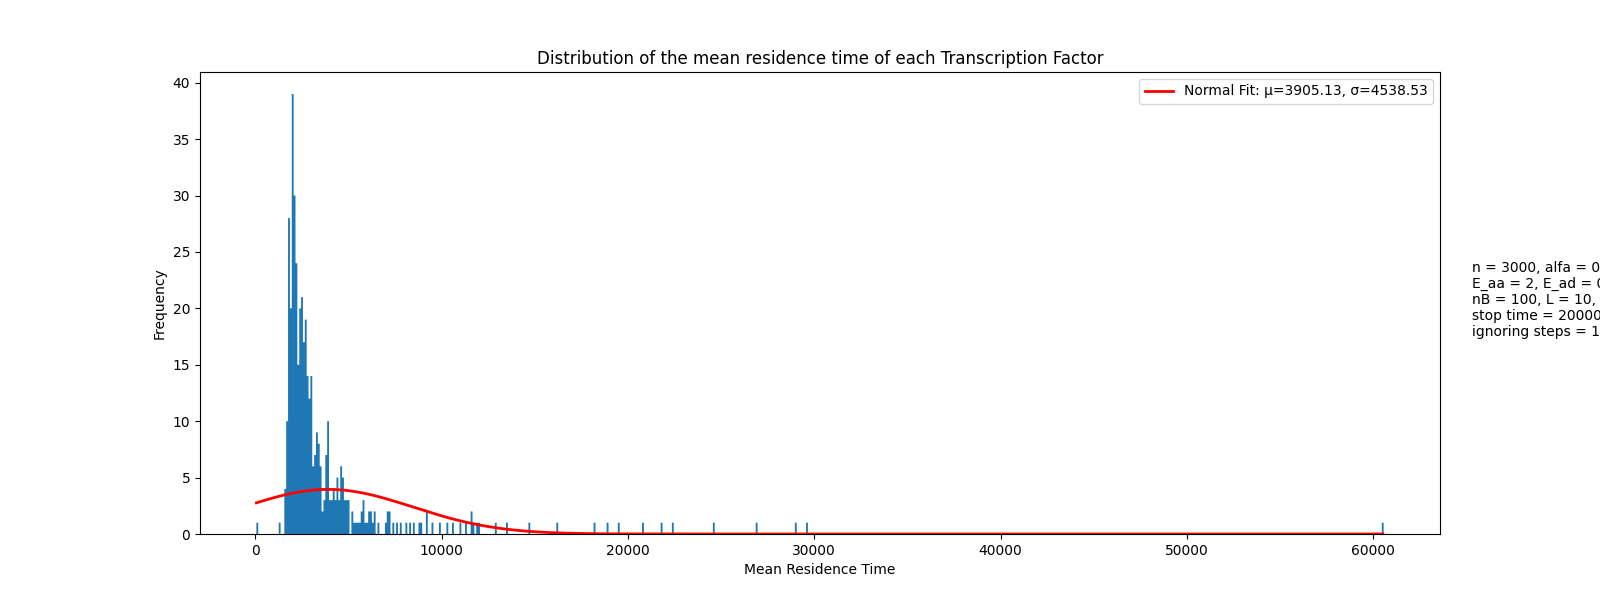 Distribution of the mean residence time of each Transcription Factor
Normal Fit: μ=3905.13, σ=4538.53
40
35
30
25
20
15
10
5
0
Frequency
0 10000 20000 30000 40000 50000 60000
Mean Residence Time
n = 3000, alfa = 0
E_aa = 2, E_ad = 0
nB = 100, L = 10,
stop time = 20000
ignoring steps = 1